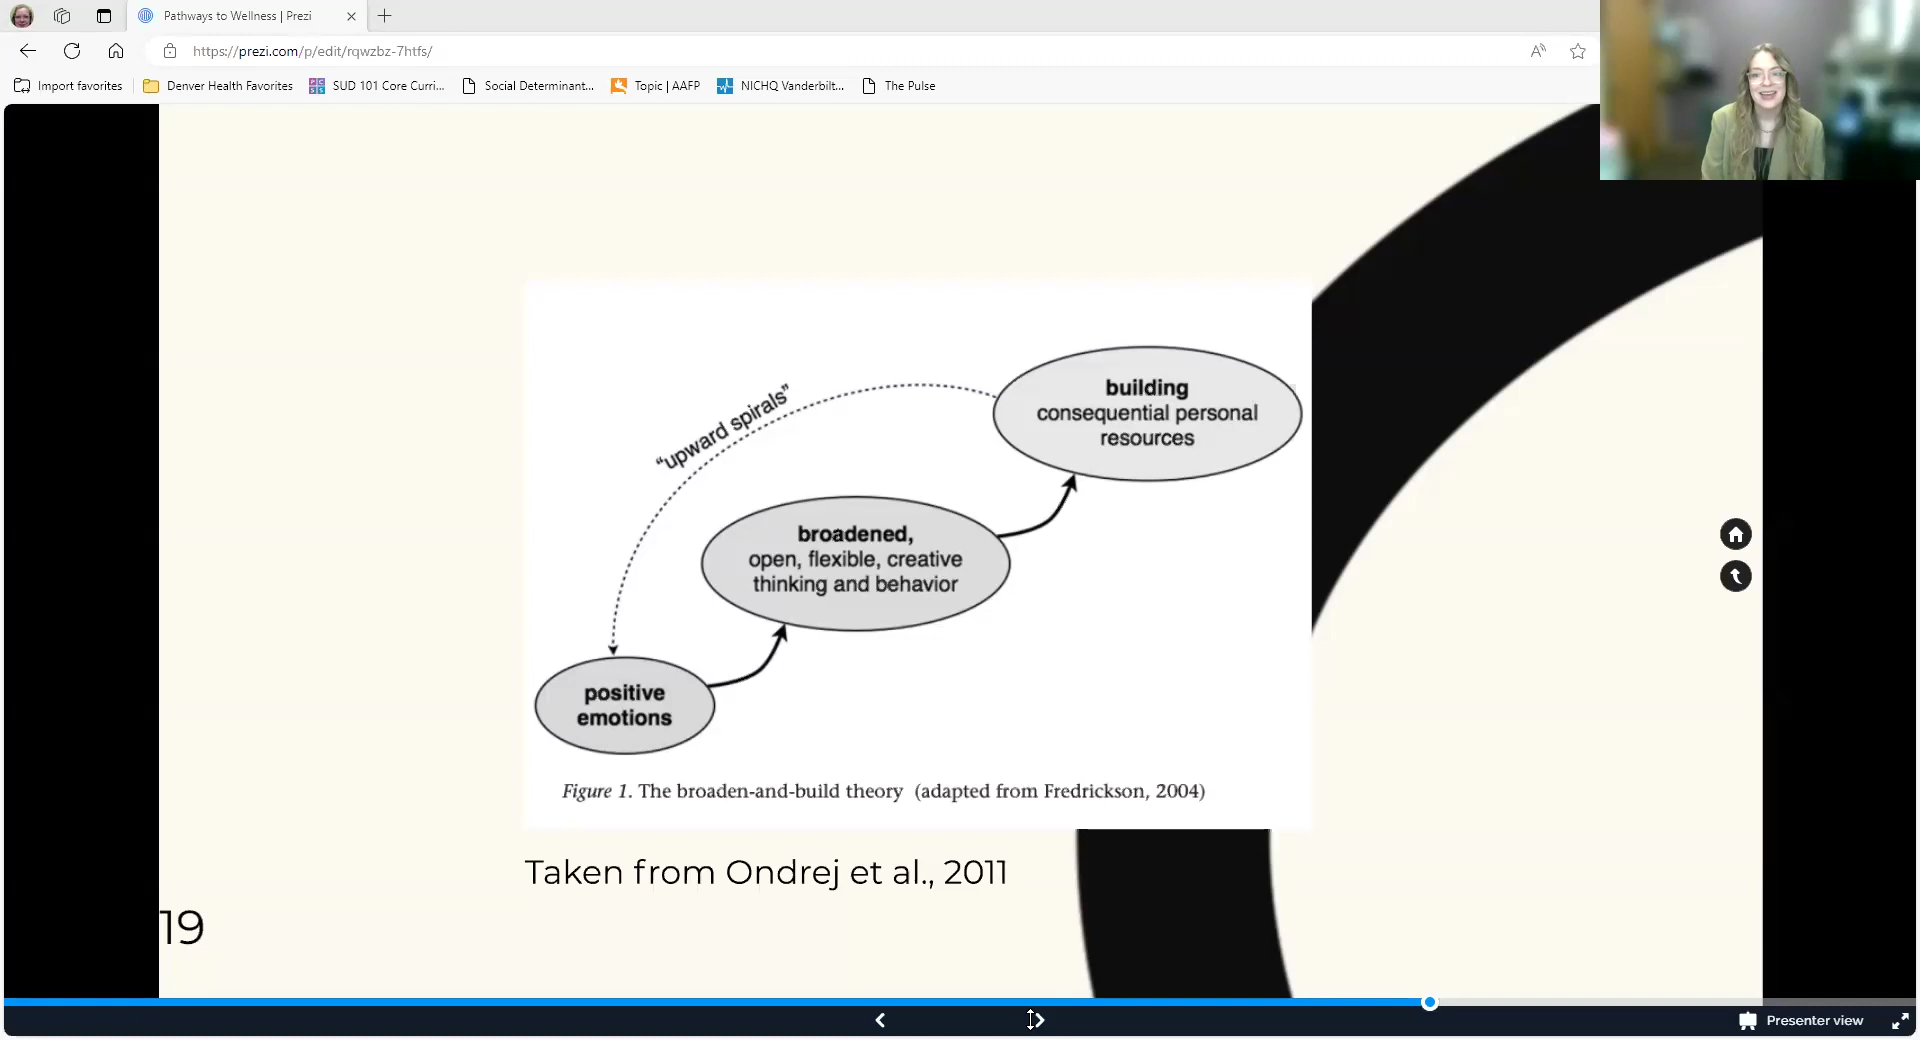 Pathways to Wellness | Prezi
https://prezi.com/p/edit/rqwzbz-7htfs/
Import favorites
Denver Health Favorites
SUD 101 Core Curri...
Social Determinant...
Topic | AAFP
NICHQ Vanderbilt...
The Pulse
building
consequential personal
resources
"upward spirals"
broadened,
open, flexible, creative
thinking and behavior
positive
emotions
Figure 1. The broaden-and-build theory (adapted from Fredrickson, 2004)
Taken from Ondrej et al., 2011
19
Presenter view